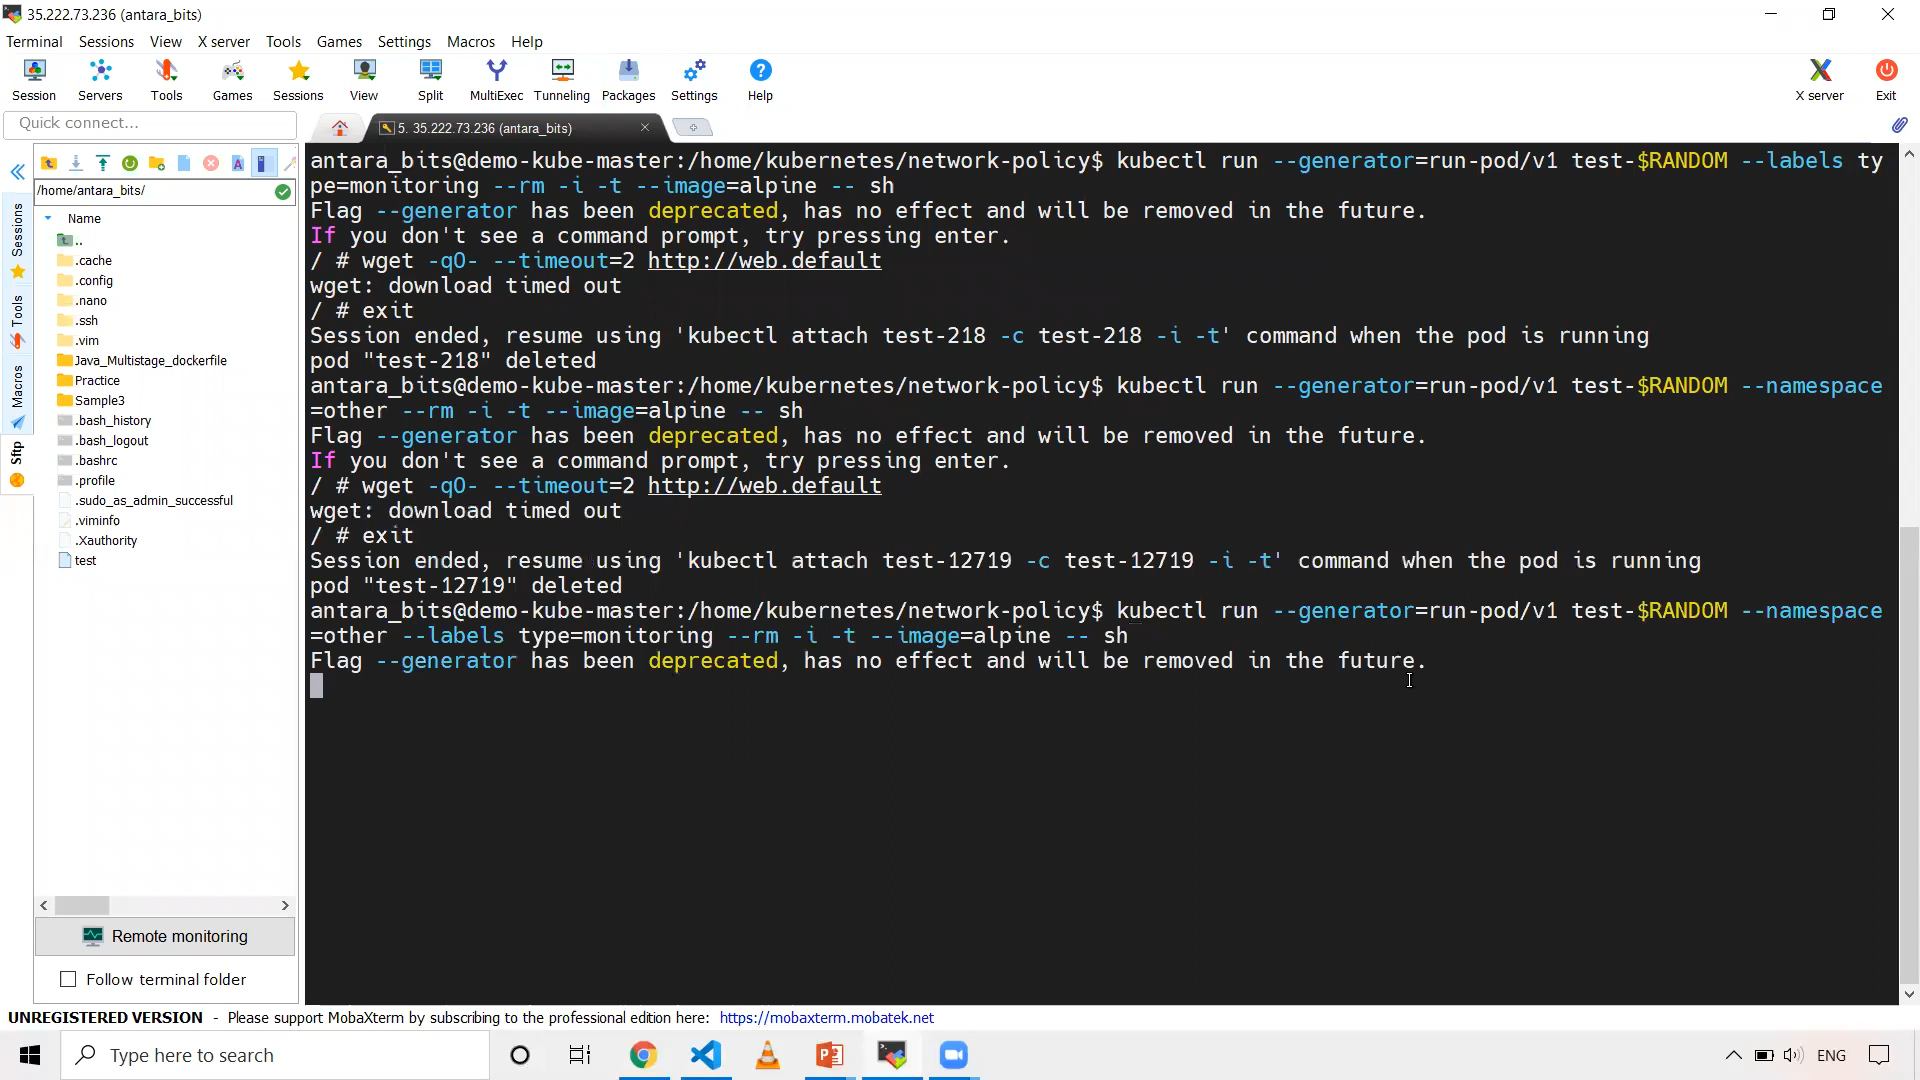 35.222.73.236 (antara_bits)
Terminal Sessions View X server Tools Games Settings Macros Help
Session Servers Tools Games Sessions View Split MultiExec Tunneling Packages Settings Help X server Exit
Quick connect...
5. 35.222.73.236 (antara_bits)
/home/antara_bits/
Name
..
.cache
.config
.nano
.ssh
.vim
Java_Multistage_dockerfile
Practice
Sample3
.bash_history
.bash_logout
.bashrc
.profile
.sudo_as_admin_successful
.viminfo
.Xauthority
test
Sessions
Tools
Macros
Sftp
Remote monitoring
Follow terminal folder
antara_bits@demo-kube-master:/home/kubernetes/network-policy$ kubectl run --generator=run-pod/v1 test-$RANDOM --labels ty
pe=monitoring --rm -i -t --image=alpine -- sh
Flag --generator has been deprecated, has no effect and will be removed in the future.
If you don't see a command prompt, try pressing enter.
/ # wget -qO- --timeout=2 http://web.default
wget: download timed out
/ # exit
Session ended, resume using 'kubectl attach test-218 -c test-218 -i -t' command when the pod is running
pod "test-218" deleted
antara_bits@demo-kube-master:/home/kubernetes/network-policy$ kubectl run --generator=run-pod/v1 test-$RANDOM --namespace
=other --rm -i -t --image=alpine -- sh
Flag --generator has been deprecated, has no effect and will be removed in the future.
If you don't see a command prompt, try pressing enter.
/ # wget -qO- --timeout=2 http://web.default
wget: download timed out
/ # exit
Session ended, resume using 'kubectl attach test-12719 -c test-12719 -i -t' command when the pod is running
pod "test-12719" deleted
antara_bits@demo-kube-master:/home/kubernetes/network-policy$ kubectl run --generator=run-pod/v1 test-$RANDOM --namespace
=other --labels type=monitoring --rm -i -t --image=alpine -- sh
Flag --generator has been deprecated, has no effect and will be removed in the future.
UNREGISTERED VERSION - Please support MobaXterm by subscribing to the professional edition here: https://mobaxterm.mobatek.net
Type here to search
ENG